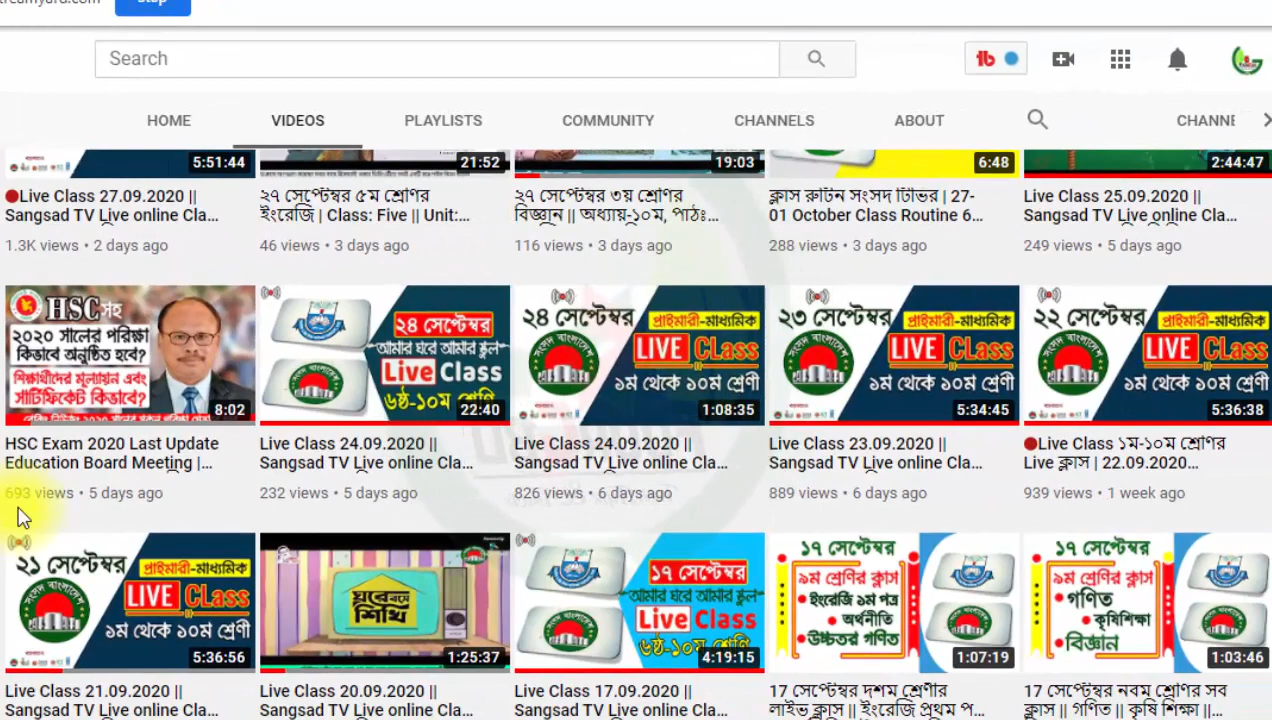 Stop
Search
HOME
VIDEOS
PLAYLISTS
COMMUNITY
CHANNELS
ABOUT
CHANNE
5:51:44
21:52
19:03
6:48
2:44:47
Live Class 27.09.2020 ||
Sangsad TV Live online Cla...
1.3K views • 2 days ago
২৭ সেপ্টেম্বর ৫ম শ্রেণির
ইংরেজি | Class: Five || Unit:...
46 views • 3 days ago
২৭ সেপ্টেম্বর ৩য় শ্রেণির
বিজ্ঞান || অধ্যায়-১০ম, পাঠঃ...
116 views • 3 days ago
ক্লাস রুটিন সংসদ টিভির | 27-
01 October Class Routine 6...
288 views • 3 days ago
Live Class 25.09.2020 ||
Sangsad TV Live online Cla...
249 views • 5 days ago
HSC সহ
২০২০ সালের পরিক্ষা
কিভাবে অনুষ্ঠিত হবে?
শিক্ষার্থীদের মূল্যায়ন এবং
সার্টিফিকেট কিভাবে?
8:02
২৪ সেপ্টেম্বর
আমার ঘরে আমার স্কুল
Live Class
৬ষ্ঠ-১০ম শ্রেণি
22:40
২৪ সেপ্টেম্বর
প্রাইমারী-মাধ্যমিক
LIVE CLass
১ম থেকে ১০ম শ্রেণী
1:08:35
২৩ সেপ্টেম্বর
প্রাইমারী-মাধ্যমিক
LIVE CLass
১ম থেকে ১০ম শ্রেণী
5:34:45
২২ সেপ্টেম্বর
প্রাইমারী-মাধ্যমিক
LIVE CLass
১ম থেকে ১০ম শ্রেণী
5:36:38
HSC Exam 2020 Last Update
Education Board Meeting |...
693 views • 5 days ago
Live Class 24.09.2020 ||
Sangsad TV Live online Cla...
232 views • 5 days ago
Live Class 24.09.2020 ||
Sangsad TV Live online Cla...
826 views • 6 days ago
Live Class 23.09.2020 ||
Sangsad TV Live online Cla...
889 views • 6 days ago
Live Class ১ম-১০ম শ্রেণির
Live ক্লাস | 22.09.2020...
939 views • 1 week ago
২১ সেপ্টেম্বর
প্রাইমারী-মাধ্যমিক
LIVE CLass
১ম থেকে ১০ম শ্রেণী
5:36:56
ঘরে বসে
শিখি
1:25:37
১৭ সেপ্টেম্বর
আমার ঘরে আমার স্কুল
Live Class
৬ষ্ঠ-১০ম শ্রেণি
4:19:15
১৭ সেপ্টেম্বর
৯ম শ্রেণির ক্লাস
ইংরেজি ১ম পত্র
অর্থনীতি
উচ্চতর গণিত
1:07:19
১৭ সেপ্টেম্বর
৯ম শ্রেণির ক্লাস
গণিত
কৃষিশিক্ষা
বিজ্ঞান
1:03:46
Live Class 21.09.2020 ||
Sangsad TV Live online Cla...
Live Class 20.09.2020 ||
Sangsad TV Live online Cla...
Live Class 17.09.2020 ||
Sangsad TV Live online Cla...
17 সেপ্টেম্বর দশম শ্রেণীর
লাইভ ক্লাস || ইংরেজি প্রথম প...
17 সেপ্টেম্বর নবম শ্রেণির সব
ক্লাস || গণিত || কৃষি শিক্ষা ||...